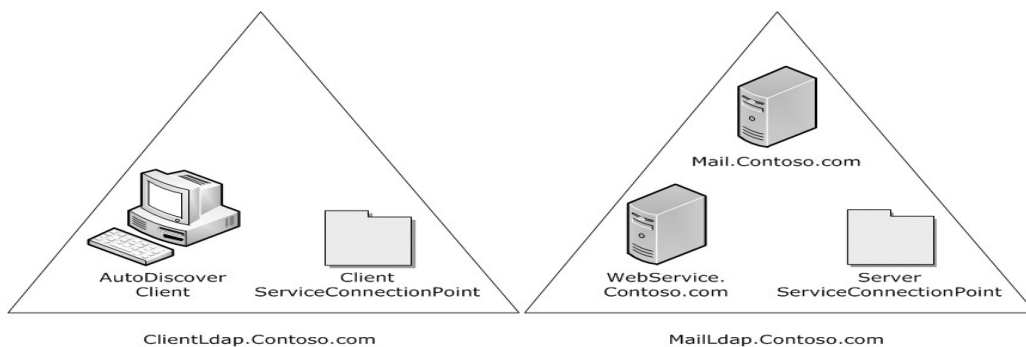 Mail.Contoso.com
AutoDiscover
Client
Client
ServiceConnectionPoint
WebService.
Contoso.com
Server
ServiceConnectionPoint
ClientLdap.Contoso.com
MailLdap.Contoso.com